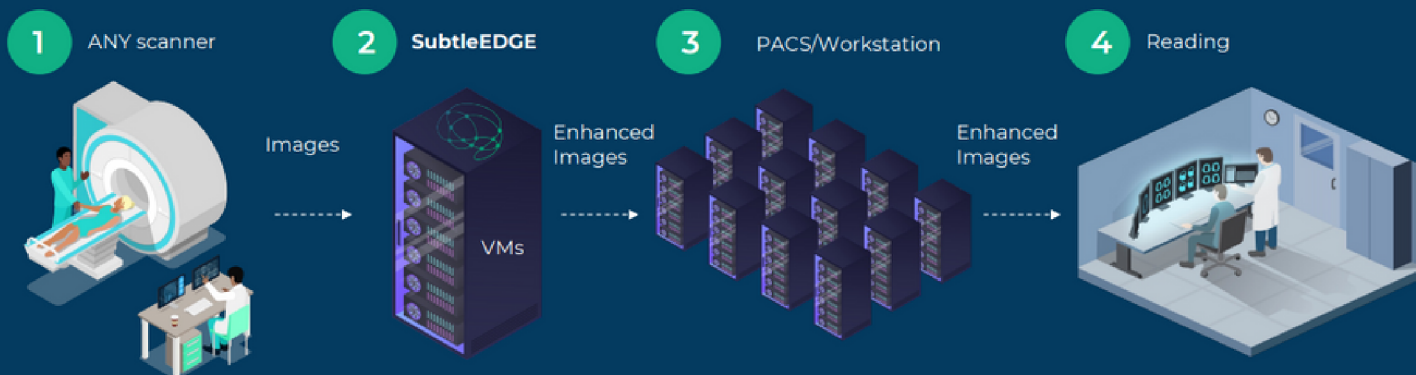 1 ANY scanner
2 SubtleEDGE
3 PACS/Workstation
4 Reading
Images
VMs
Enhanced
Images
Enhanced
Images